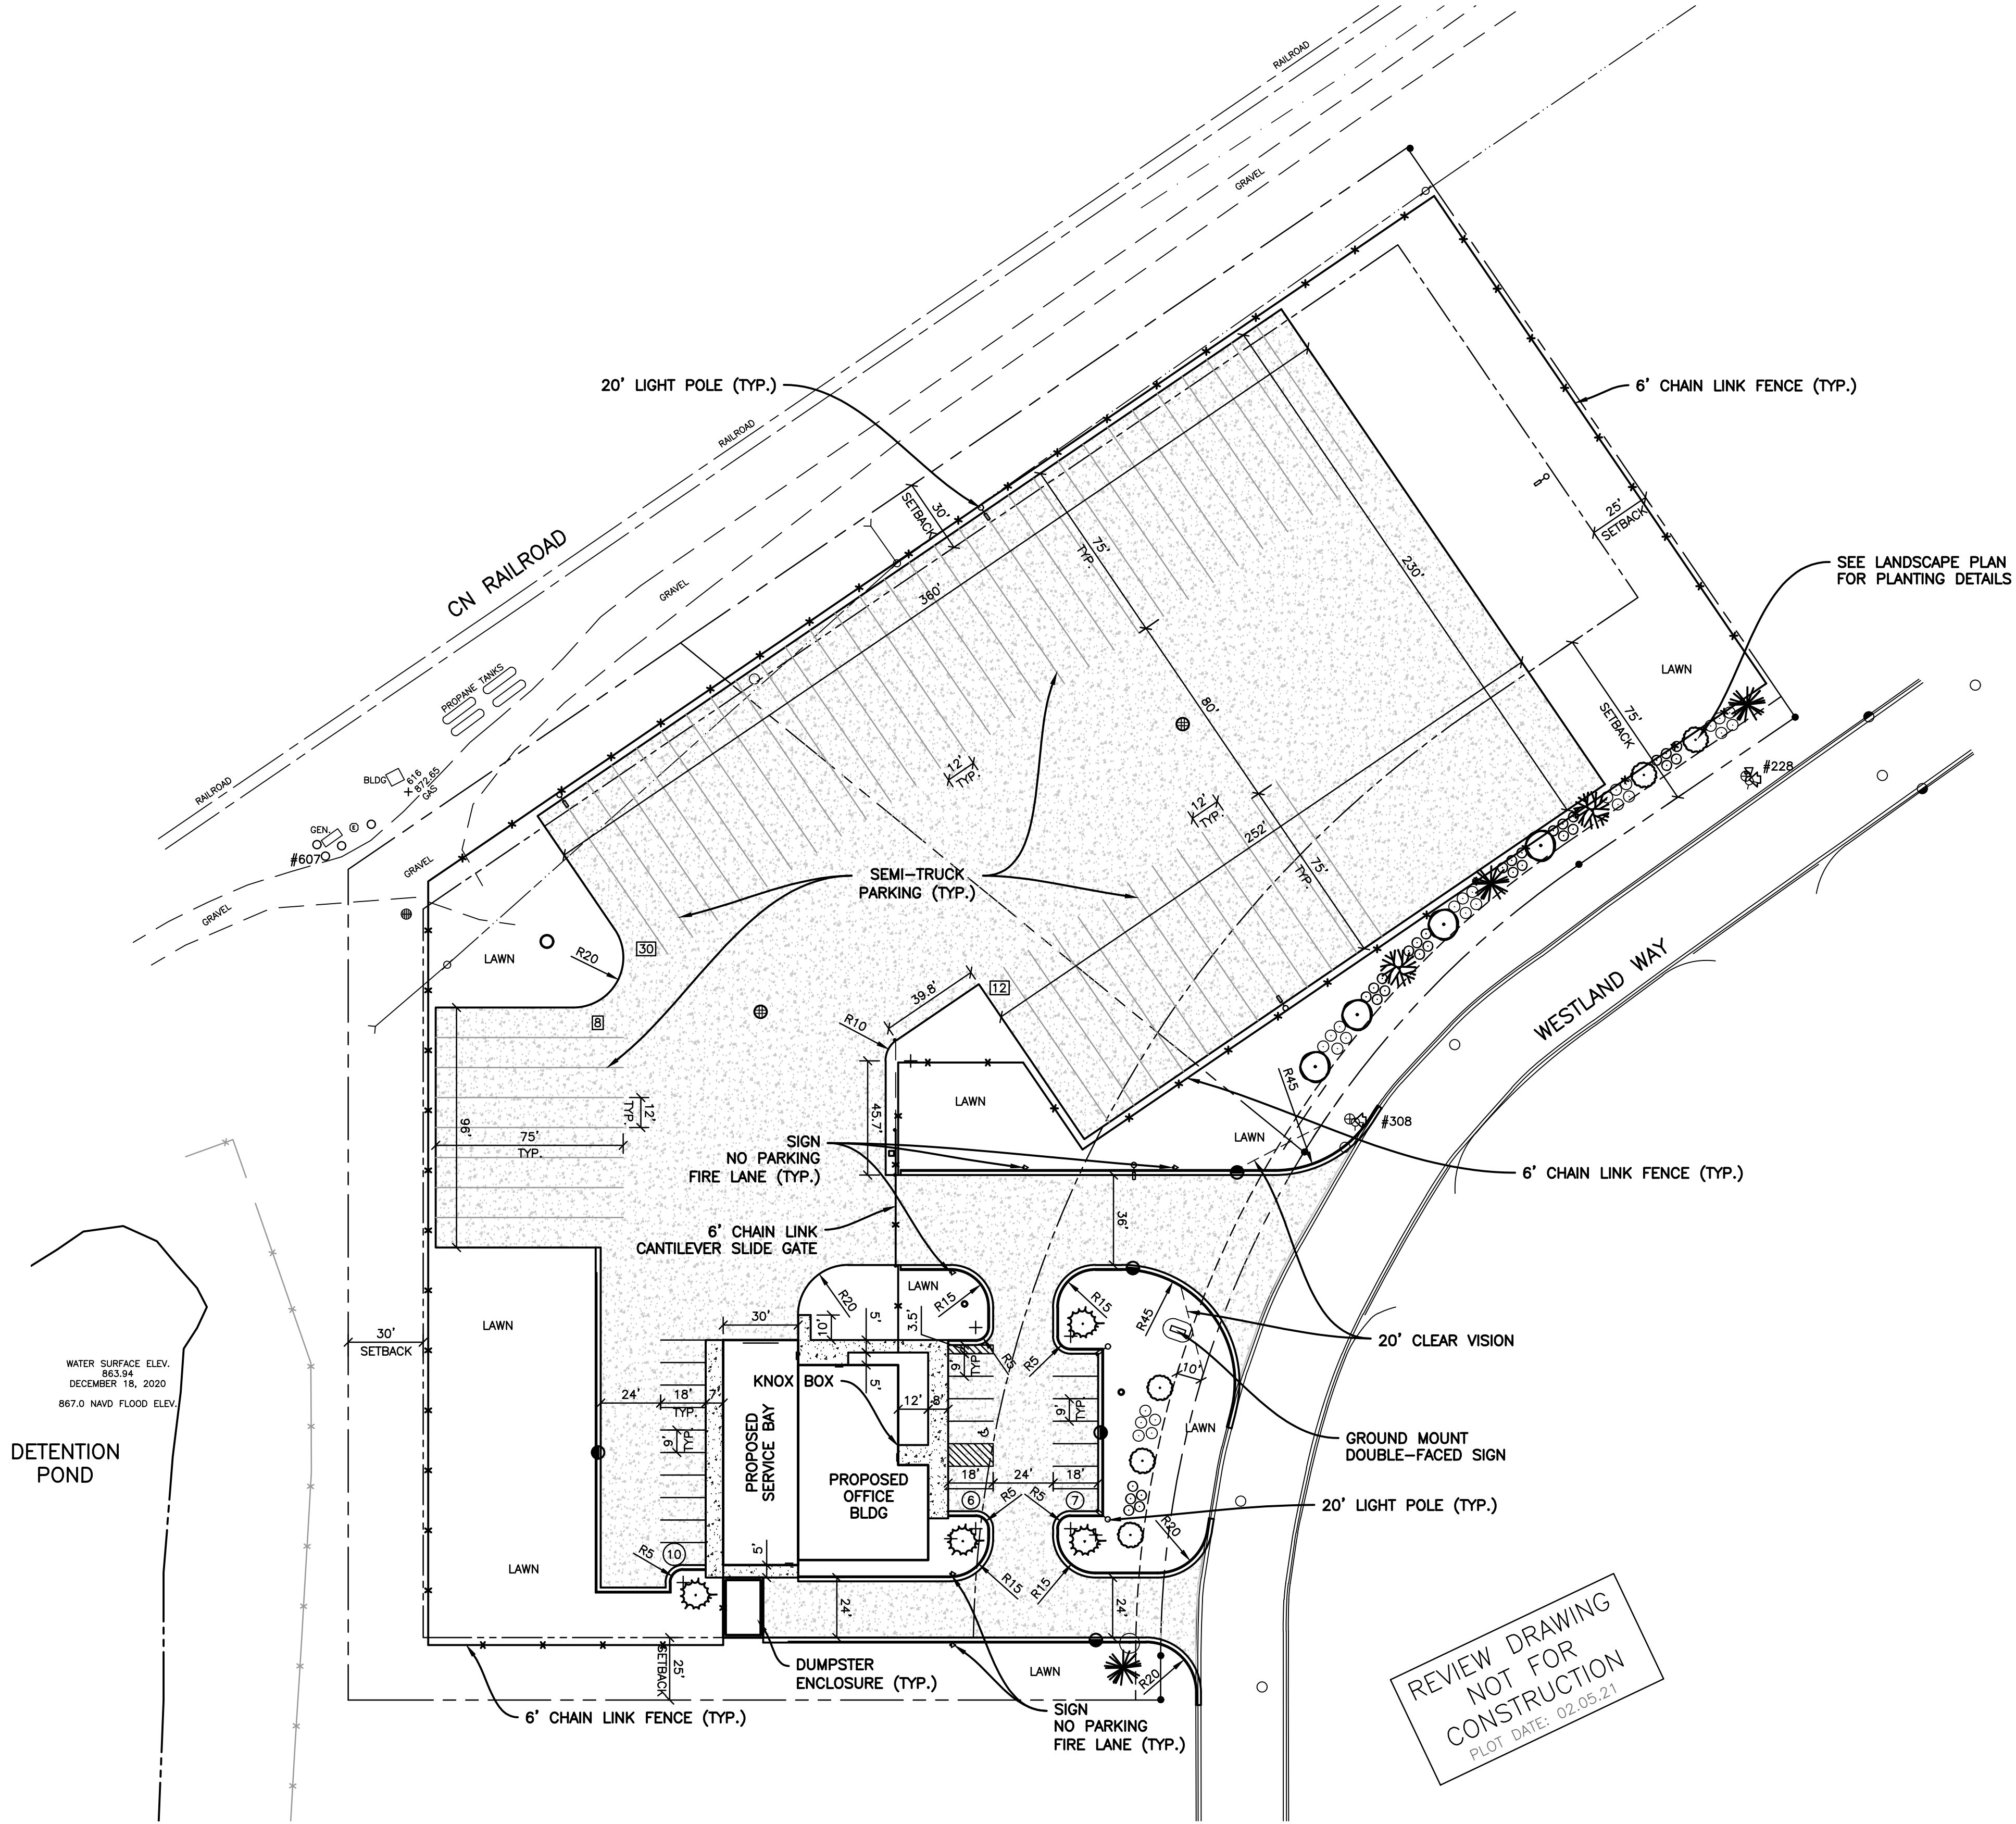 RAILROAD
GRAVEL
20' LIGHT POLE (TYP.)
6' CHAIN LINK FENCE (TYP.)
RAILROAD
30'
SETBACK
25'
SETBACK
CN RAILROAD
75'
TYP.
230'
SEE LANDSCAPE PLAN
FOR PLANTING DETAILS
GRAVEL
360'
PROPANE TANKS
LAWN
80'
75'
SETBACK
BLDG
616
872.65
GAS
RAILROAD
12'
TYP.
12'
TYP.
#228
GEN.
E
#607
252'
GRAVEL
75'
TYP.
SEMI-TRUCK
PARKING (TYP.)
GRAVEL
LAWN
R20
30
39.8'
12
WESTLAND WAY
8
R10
R45
96'
12'
TYP.
45.7'
LAWN
#308
75'
TYP.
SIGN
NO PARKING
FIRE LANE (TYP.)
LAWN
6' CHAIN LINK FENCE (TYP.)
36'
6' CHAIN LINK
CANTILEVER SLIDE GATE
LAWN
R20
R15
R15
R45
LAWN
30'
SETBACK
30'
10'
5'
3.5'
20' CLEAR VISION
WATER SURFACE ELEV.
863.94
DECEMBER 18, 2020
867.0 NAVD FLOOD ELEV.
9'
TYP.
R5
R5
10'
5'
KNOX BOX
24'
18'
TYP.
7'
12'
8'
9'
TYP.
LAWN
9'
TYP.
PROPOSED
SERVICE BAY
GROUND MOUNT
DOUBLE-FACED SIGN
DETENTION
POND
PROPOSED
OFFICE
BLDG
18'
24'
18'
6
R5
R5
7
20' LIGHT POLE (TYP.)
R20
5'
R5
10
LAWN
R15
R15
24'
24'
25'
SETBACK
DUMPSTER
ENCLOSURE (TYP.)
LAWN
R20
6' CHAIN LINK FENCE (TYP.)
SIGN
NO PARKING
FIRE LANE (TYP.)
REVIEW DRAWING
NOT FOR
CONSTRUCTION
PLOT DATE: 02.05.21